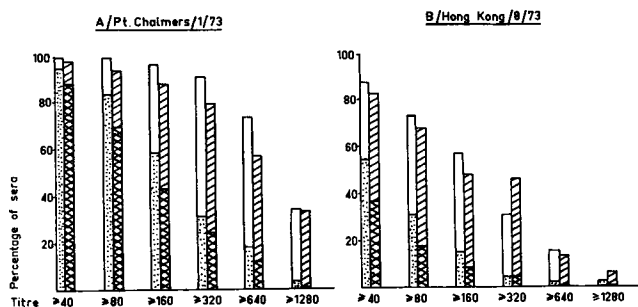 A/Pt. Chalmers/1/73
B/Hong Kong/8/73
Percentage of sera
100
80
60
40
20
Titre ≥40 ≥80 ≥160 ≥320 ≥640 ≥1280
100
80
60
40
20
≥40 ≥80 ≥160 ≥320 ≥640 ≥1280